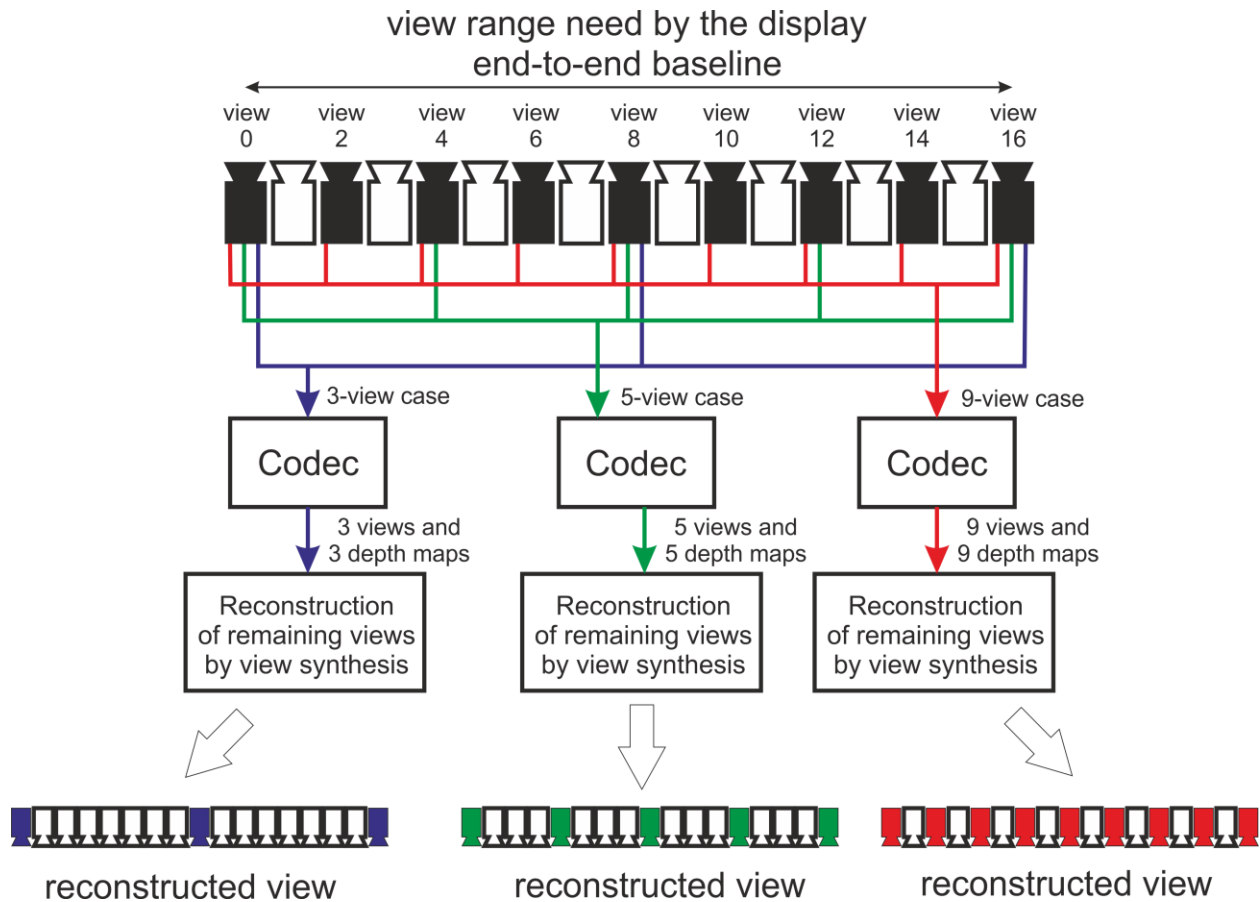 view range need by the display
end-to-end baseline
view view view view view view view view view
0 2 4 6 8 10 12 14 16
3-view case
5-view case
9-view case
Codec
Codec
Codec
3 views and
3 depth maps
5 views and
5 depth maps
9 views and
9 depth maps
Reconstruction
of remaining views
by view synthesis
Reconstruction
of remaining views
by view synthesis
Reconstruction
of remaining views
by view synthesis
reconstructed view
reconstructed view
reconstructed view